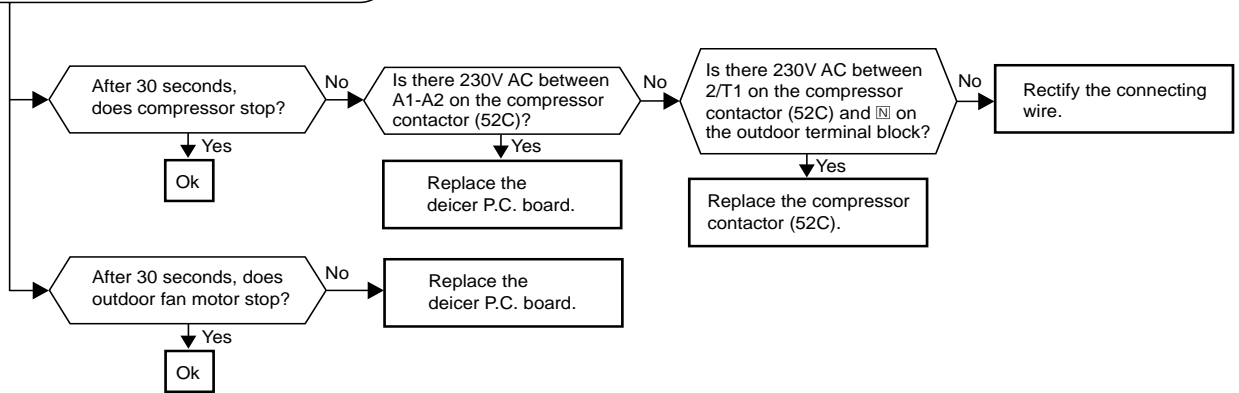 After 30 seconds,
does compressor stop?
No
Yes
Ok
Is there 230V AC between
A1-A2 on the compressor
contactor (52C)?
No
Yes
Replace the
deicer P.C. board.
Is there 230V AC between
2/T1 on the compressor
contactor (52C) and N on
the outdoor terminal block?
No
Yes
Replace the compressor
contactor (52C).
Rectify the connecting
wire.
After 30 seconds, does
outdoor fan motor stop?
No
Yes
Ok
Replace the
deicer P.C. board.